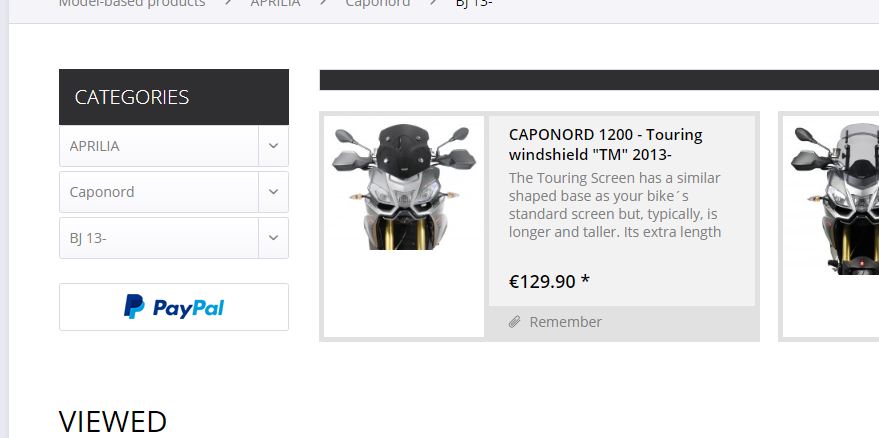 Model-based products > APRILIA > Caponord > BJ 13-
CATEGORIES
APRILIA
Caponord
BJ 13-
PayPal
CAPONORD 1200 - Touring
windshield "TM" 2013-
The Touring Screen has a similar
shaped base as your bike´s
standard screen but, typically, is
longer and taller. Its extra length
€129.90 *
Remember
VIEWED